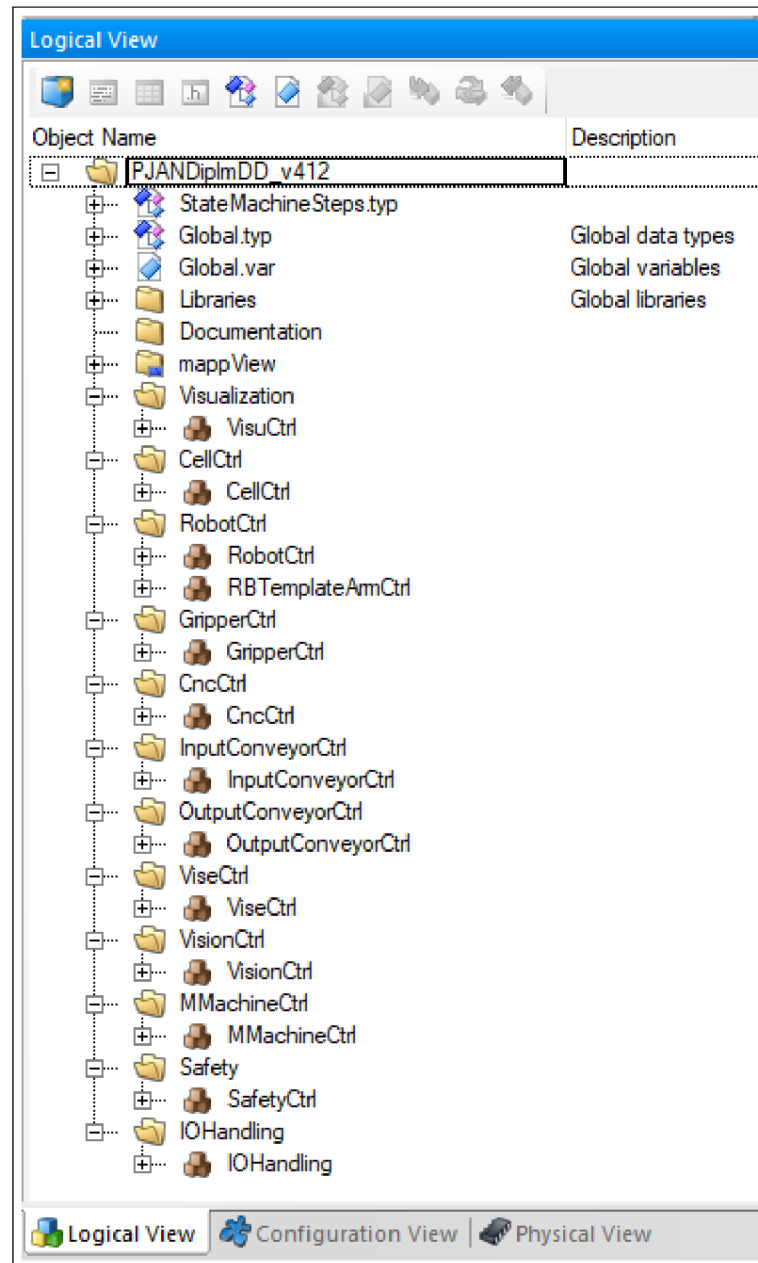 Logical View
.h
Object Name Description
PJANDiplmDD_v412
StateMachineSteps.typ
Global.typ Global data types
Global.var Global variables
Libraries Global libraries
Documentation
mappView
Visualization
VisuCtrl
CellCtrl
CellCtrl
RobotCtrl
RobotCtrl
RBTemplateArmCtrl
GripperCtrl
GripperCtrl
CncCtrl
CncCtrl
InputConveyorCtrl
InputConveyorCtrl
OutputConveyorCtrl
OutputConveyorCtrl
ViseCtrl
ViseCtrl
VisionCtrl
VisionCtrl
MMachineCtrl
MMachineCtrl
Safety
SafetyCtrl
IOHandling
IOHandling
Logical View Configuration View Physical View